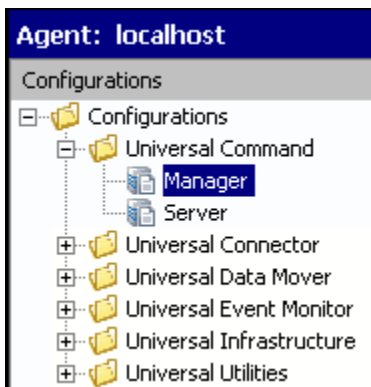 Agent: localhost
Configurations
Configurations
Universal Command
Manager
Server
Universal Connector
Universal Data Mover
Universal Event Monitor
Universal Infrastructure
Universal Utilities